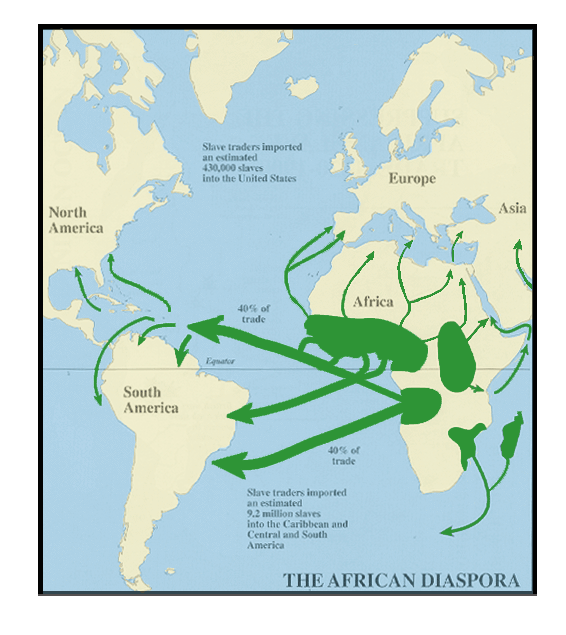 Slave traders imported
an estimated
430,000 slaves
into the United States
Europe
Asia
North
America
Africa
40% of
trade
Equator
South
America
40% of
trade
Slave traders imported
an estimated
9,2 million slaves
into the Caribbean and
Central and South
America
THE AFRICAN DIASPORA